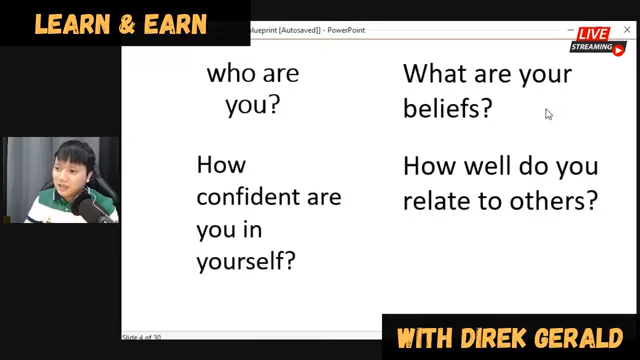 LEARN & EARN
blueprint [Autosaved]] - PowerPoint
LIVE
STREAMING
who are
you?
What are your
beliefs?
How
confident are
you in
yourself?
How well do you
relate to others?
Slide 4 of 30
WITH DIREK GERALD